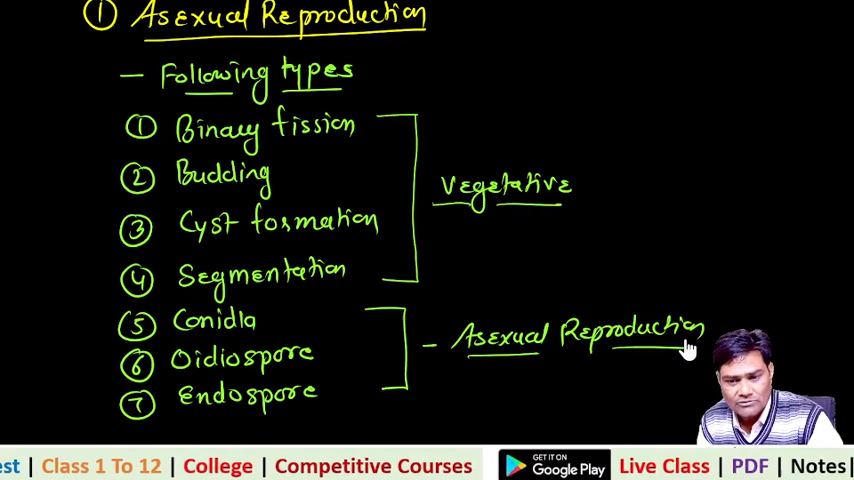 ① Asexual Reproduction
— Following types
① Binary fission
② Budding
③ Cyst formation
④ Segmentation
vegetative
⑤ Conidia
⑥ Oidiospore
⑦ Endospore
– Asexual Reproduction
est | Class 1 To 12 | College | Competitive Courses
GET IT ON
Google Play
Live Class | PDF | Notes|